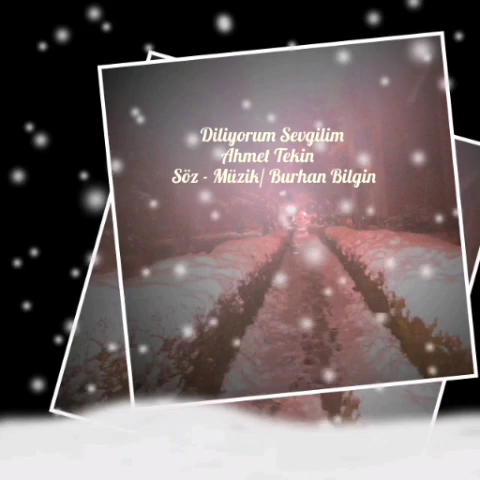 Diliyorum Sevgilim
Ahmet Tekin
Söz - Müzik/ Burhan Bilgin